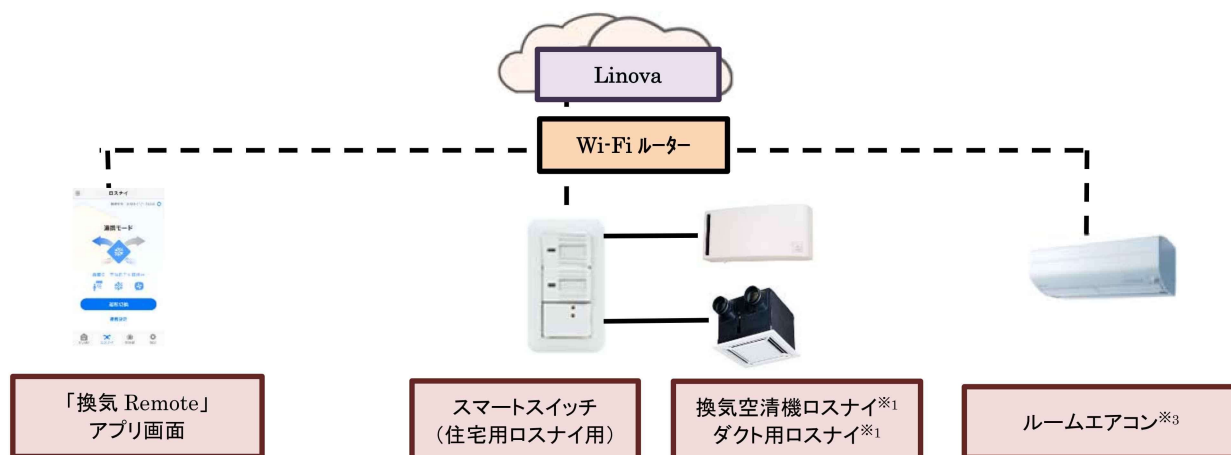 Linova
Wi-Fi ルーター
ロスナイ
運転モード
「換気 Remote」
アプリ画面
スマートスイッチ
（住宅用ロスナイ用）
換気空清機ロスナイ※1
ダクト用ロスナイ※1
ルームエアコン※3